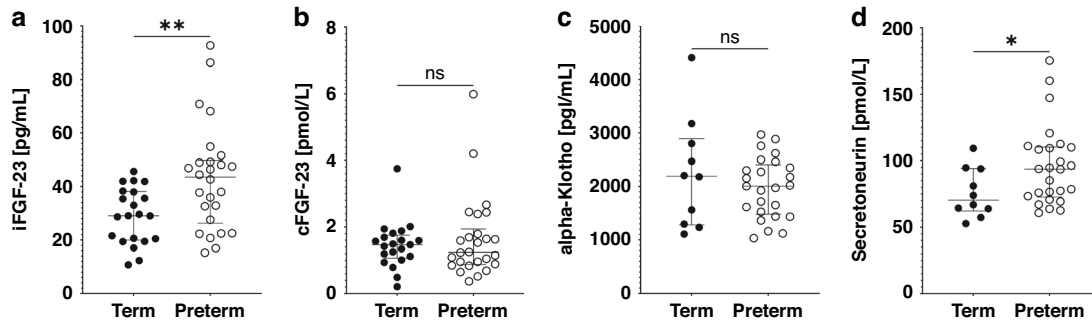 a
iFGF-23 [pg/mL]
100
80
60
40
20
0
**
Term Preterm
b
cFGF-23 [pmol/L]
8
6
4
2
0
ns
Term Preterm
c
alpha-Klotho [pgl/mL]
5000
4000
3000
2000
1000
0
ns
Term Preterm
d
Secretoneurin [pmol/L]
200
150
100
50
0
*
Term Preterm